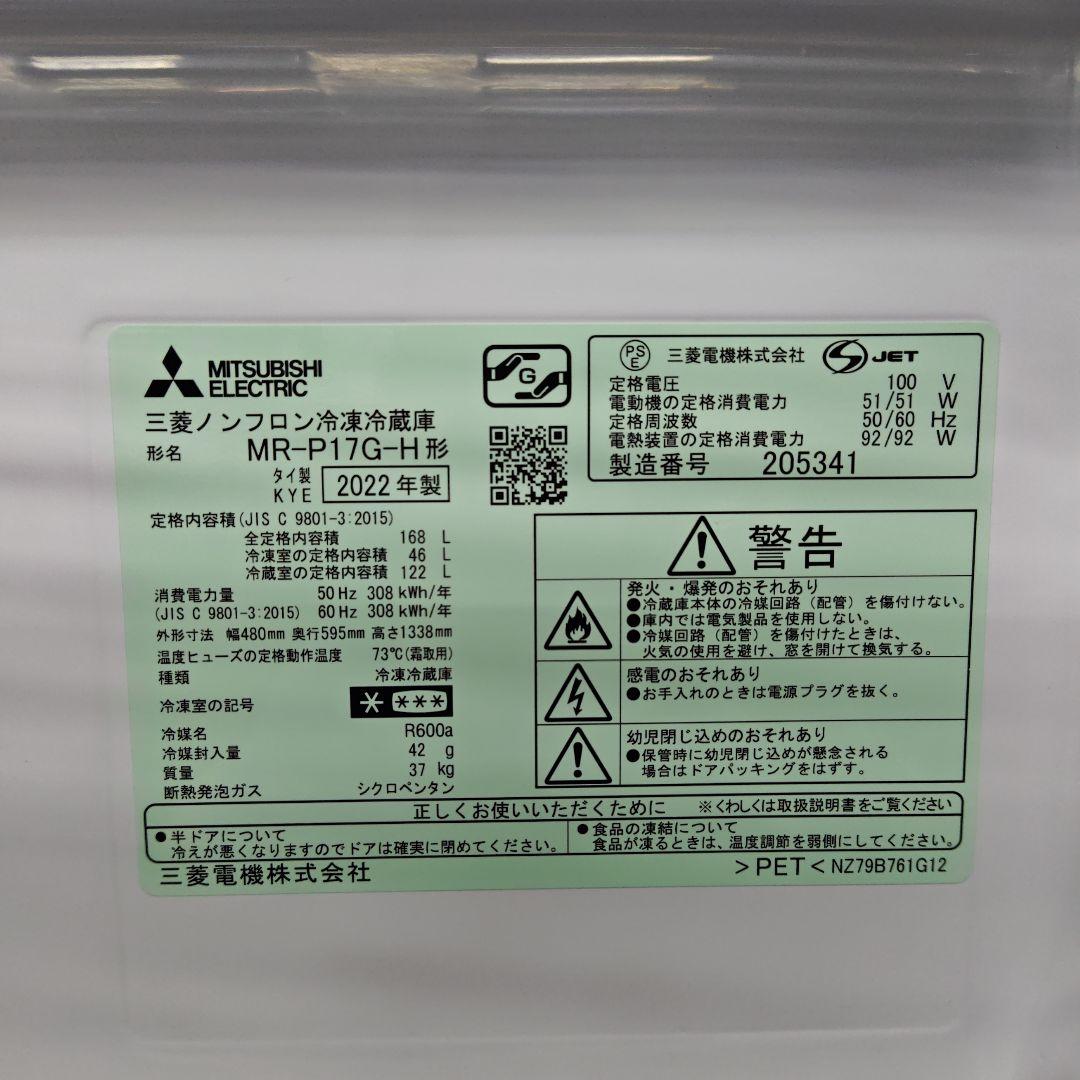 MITSUBISHI
ELECTRIC
G
三菱ノンフロン冷凍冷蔵庫
形名 MR-P17G-H形
タイ製
KYE 2022年製
定格内容積(JIS C 9801-3:2015)
全定格内容積 168 L
冷凍室の定格内容積 46 L
冷蔵室の定格内容積 122 L
消費電力量 50Hz 308 kWh/年
(JIS C 9801-3:2015) 60Hz 308 kWh/年
外形寸法 幅480mm 奥行595mm 高さ1338mm
温度ヒューズの定格動作温度 73℃(霜取用)
種類 冷凍冷蔵庫
冷凍室の記号 * ***
冷媒名 R600a
冷媒封入量 42 g
質量 37 kg
断熱発泡ガス シクロペンタン
PSE 三菱電機株式会社 S JET
定格電圧 100 V
電動機の定格消費電力 51/51 W
定格周波数 50/60 Hz
電熱装置の定格消費電力 92/92 W
製造番号 205341
警告
発火・爆発のおそれあり
●冷蔵庫本体の冷媒回路(配管)を傷付けない。
●庫内では電気製品を使用しない。
●冷媒回路(配管)を傷付けたときは、
火気の使用を避け、窓を開けて換気する。
感電のおそれあり
●お手入れのときは電源プラグを抜く。
幼児閉じ込めのおそれあり
●保管時に幼児閉じ込めが懸念される
場合はドアパッキングをはずす。
正しくお使いいただくために ※くわしくは取扱説明書をご覧ください
●半ドアについて
冷えが悪くなりますのでドアは確実に閉めてください。
●食品の凍結について
食品が凍るときは、温度調節を弱側にしてください。
三菱電機株式会社
>PET< NZ79B761G12